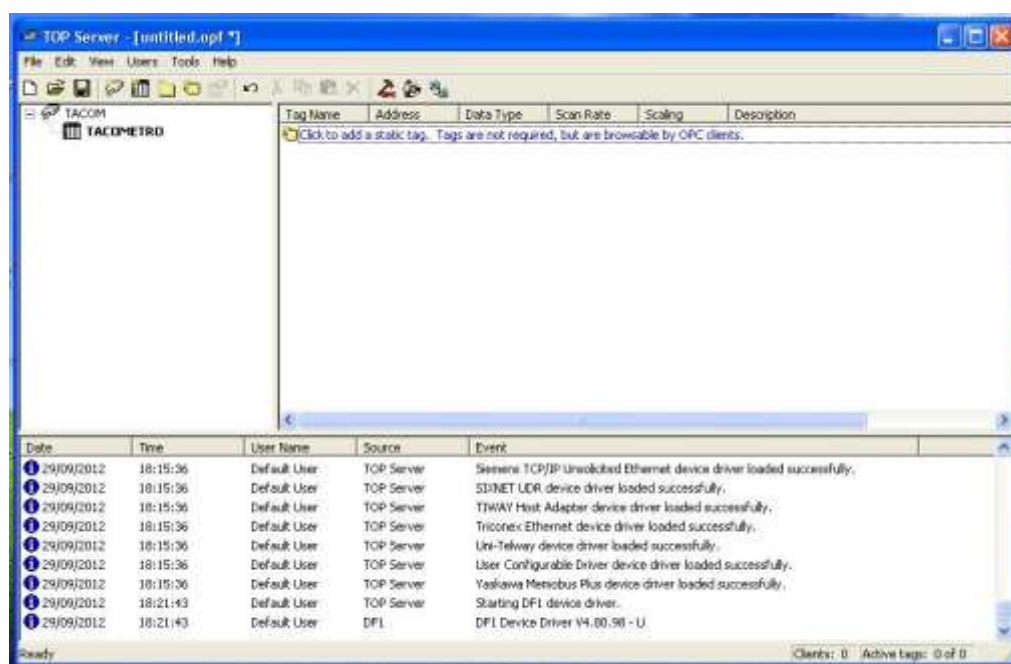 TOP Server - [untitled.opf *]
File Edit View Users Tools Help
TACOM
TACOMETRO
Tag Name Address Data Type Scan Rate Scaling Description
Click to add a static tag. Tags are not required, but are browsable by OPC clients.
Date Time User Name Source Event
29/09/2012 18:15:36 Default User TOP Server Siemens TCP/IP Unsolicited Ethernet device driver loaded successfully.
29/09/2012 18:15:36 Default User TOP Server SIXNET UDR device driver loaded successfully.
29/09/2012 18:15:36 Default User TOP Server TIWAY Host Adapter device driver loaded successfully.
29/09/2012 18:15:36 Default User TOP Server Triconex Ethernet device driver loaded successfully.
29/09/2012 18:15:36 Default User TOP Server Uni-Telway device driver loaded successfully.
29/09/2012 18:15:36 Default User TOP Server User Configurable Driver device driver loaded successfully.
29/09/2012 18:15:36 Default User TOP Server Yaskawa Memobus Plus device driver loaded successfully.
29/09/2012 18:21:43 Default User TOP Server Starting DF1 device driver.
29/09/2012 18:21:43 Default User DF1 DF1 Device Driver V4.80.98 - U
Ready Clients: 0 Active tags: 0 of 0